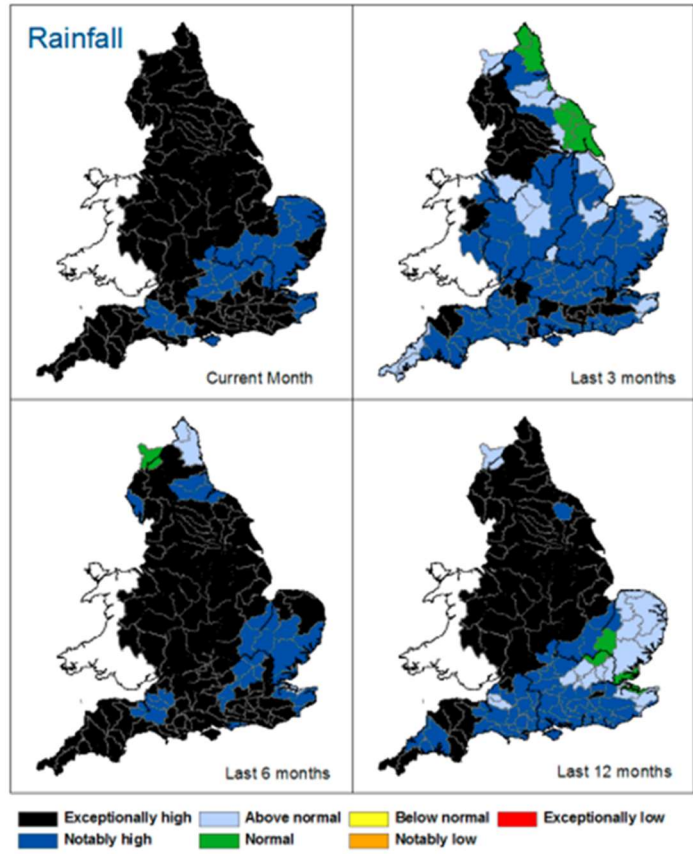 Rainfall
Current Month
Last 3 months
Last 6 months
Last 12 months
Exceptionally high Above normal Below normal Exceptionally low
Notably high Normal Notably low